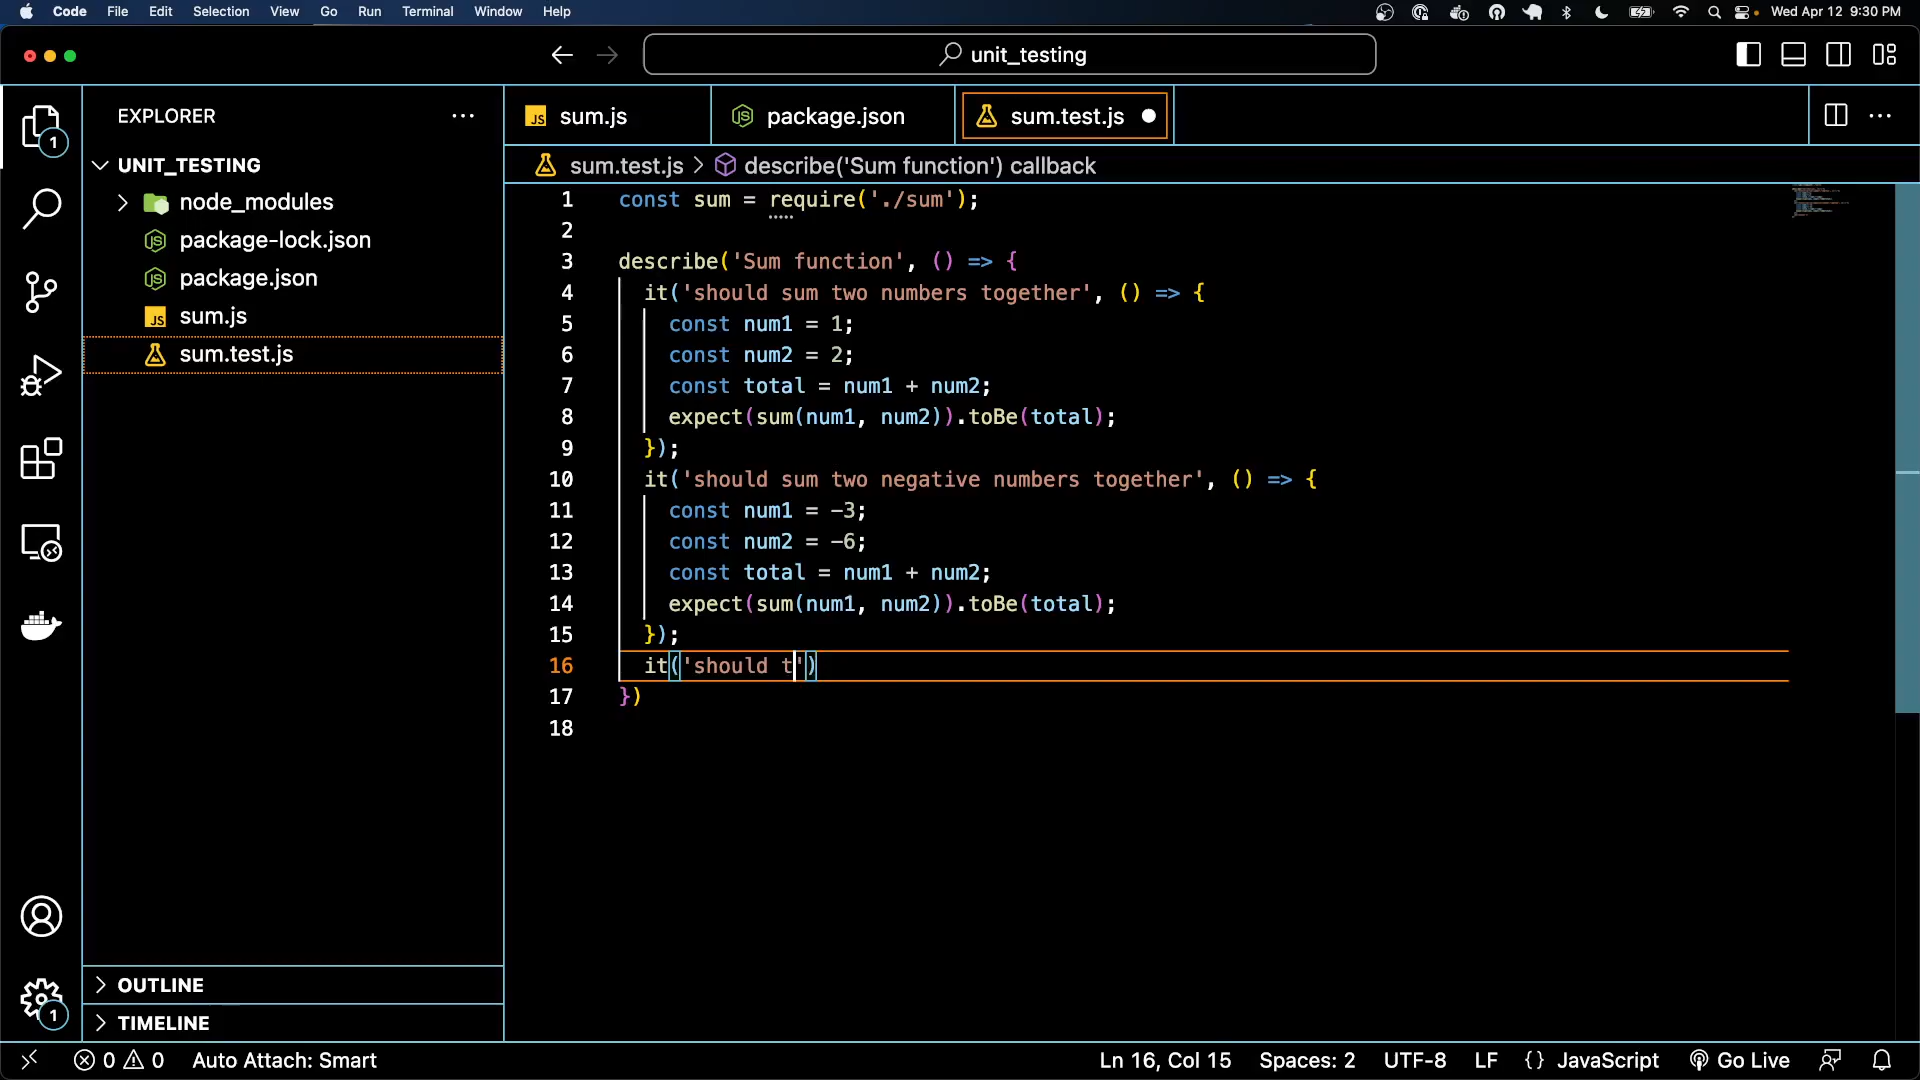 Code File Edit Selection View Go Run Terminal Window Help Wed Apr 12 9:30 PM
unit_testing
EXPLORER
1
UNIT_TESTING
node_modules
package-lock.json
package.json
sum.js
sum.test.js
OUTLINE
TIMELINE
1
sum.js package.json sum.test.js
sum.test.js > describe('Sum function') callback
1 const sum = require('./sum');
2
3 describe('Sum function', () => {
4 it('should sum two numbers together', () => {
5 const num1 = 1;
6 const num2 = 2;
7 const total = num1 + num2;
8 expect(sum(num1, num2)).toBe(total);
9 });
10 it('should sum two negative numbers together', () => {
11 const num1 = -3;
12 const num2 = -6;
13 const total = num1 + num2;
14 expect(sum(num1, num2)).toBe(total);
15 });
16 it('should t')
17 })
18
0 0 Auto Attach: Smart Ln 16, Col 15 Spaces: 2 UTF-8 LF {} JavaScript Go Live